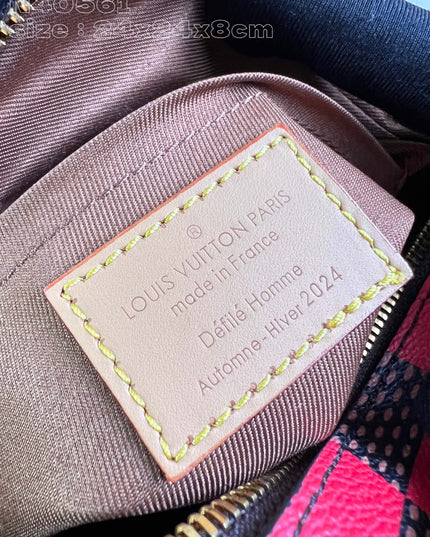 size : 24x24x8cm
®
LOUIS VUITTON PARIS
made in France
Défilé Homme
Automne-Hiver 2024